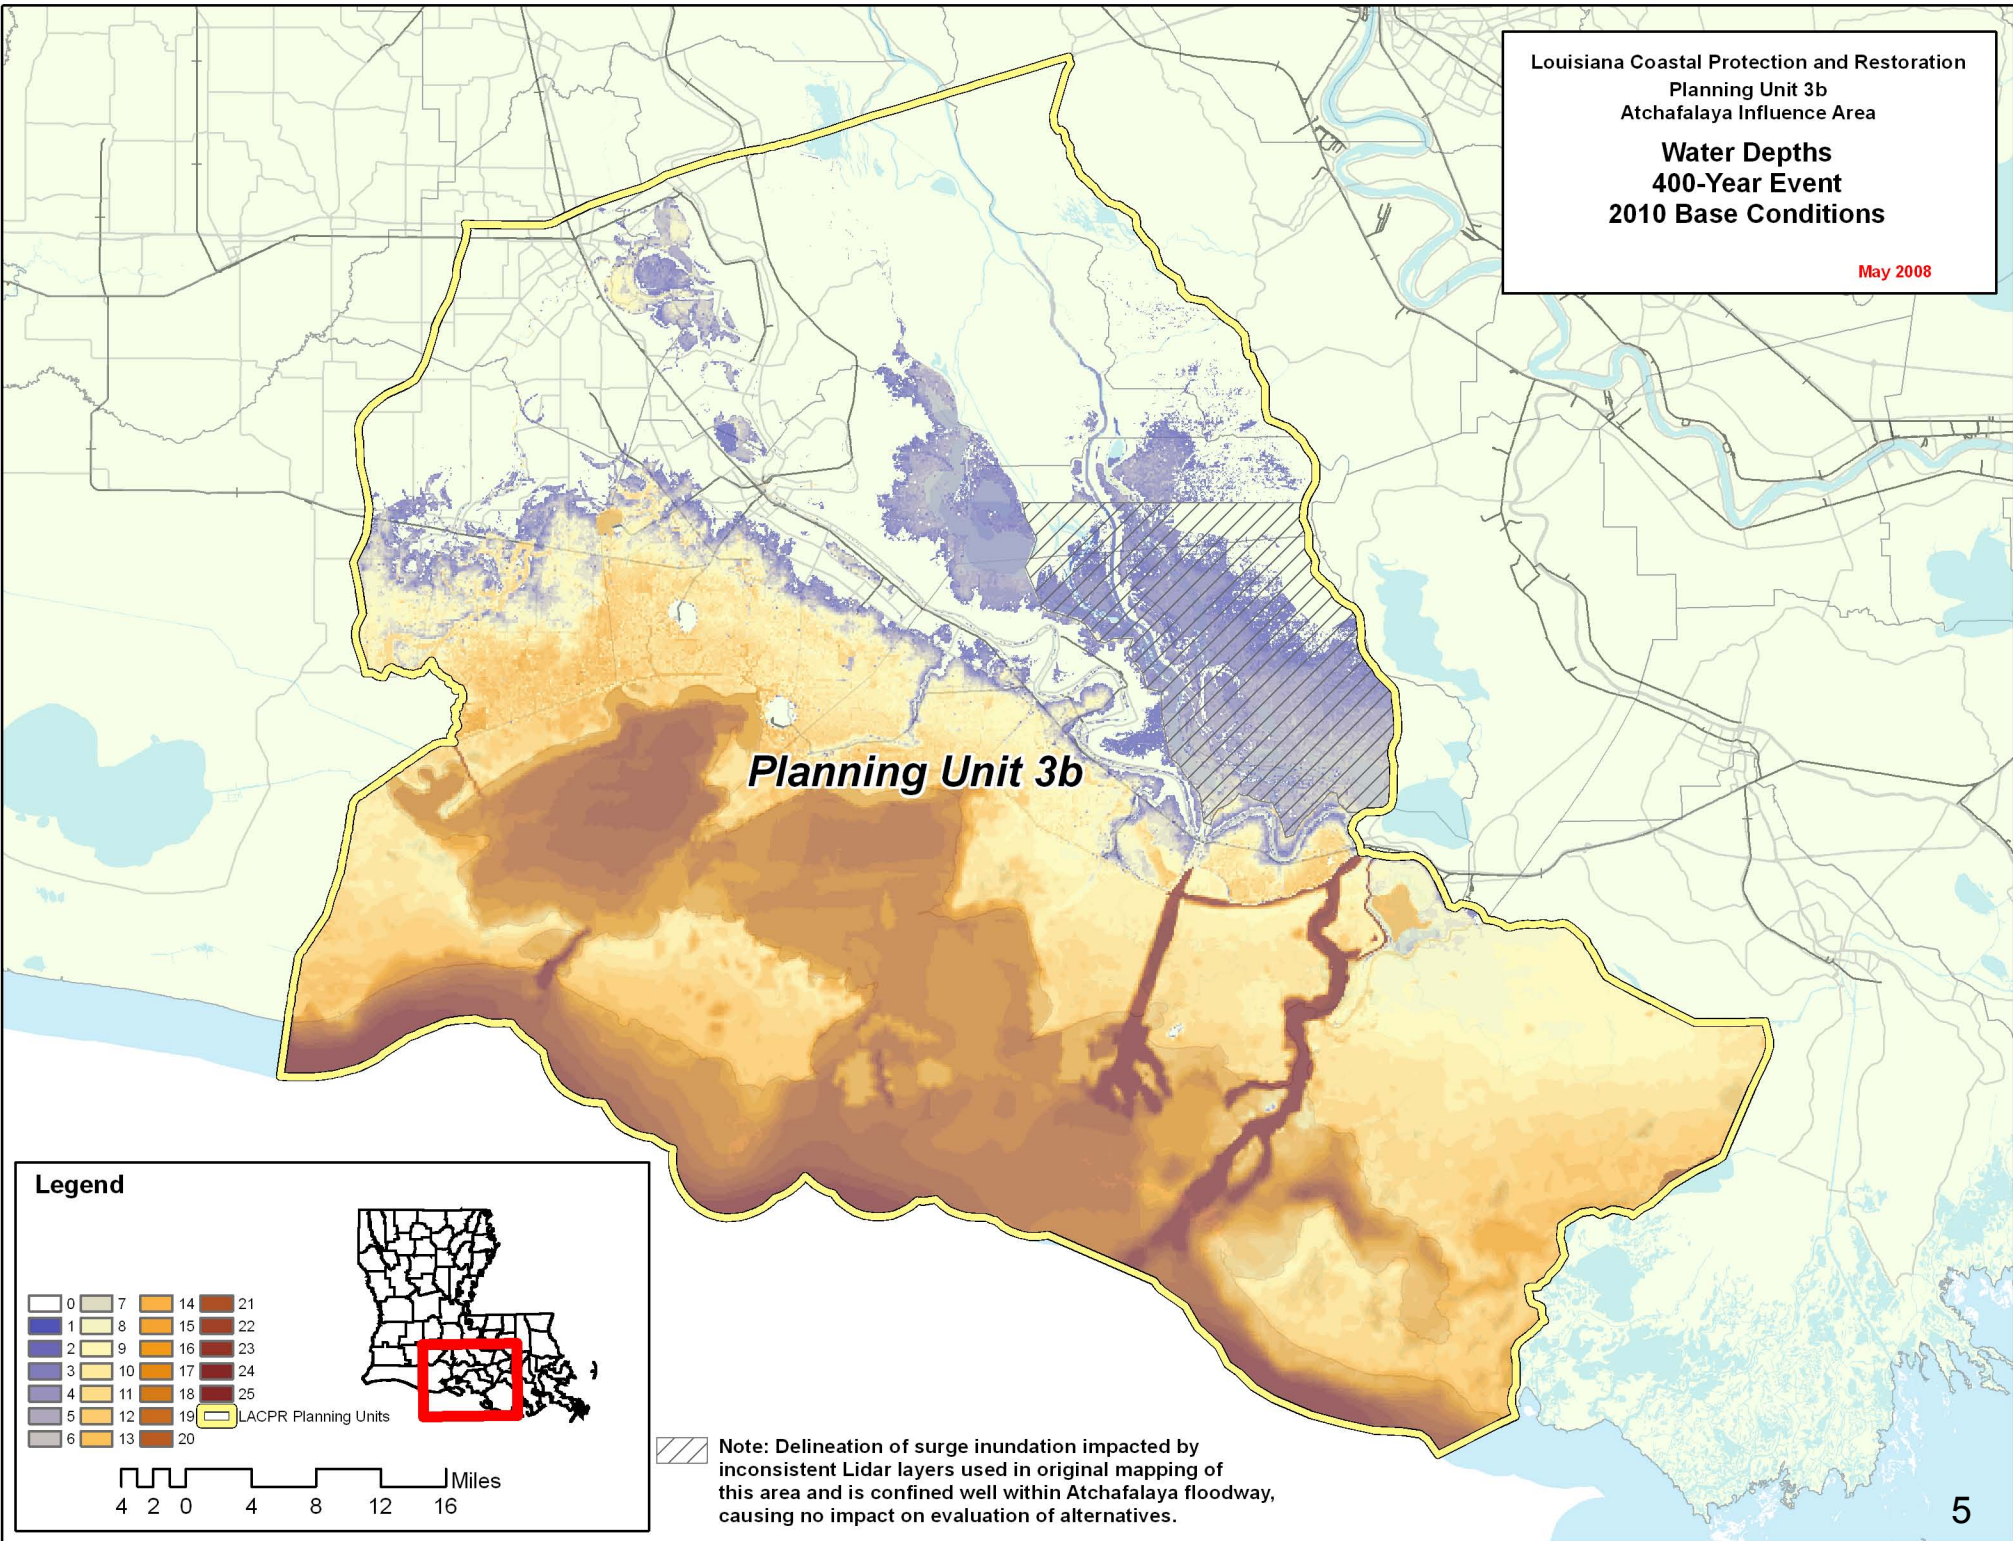 Louisiana Coastal Protection and Restoration
Planning Unit 3b
Atchafalaya Influence Area
Water Depths
400-Year Event
2010 Base Conditions
May 2008
Planning Unit 3b
Legend
0 7 14 21
1 8 15 22
2 9 16 23
3 10 17 24
4 11 18 25
5 12 19 LACPR Planning Units
6 13 20
Miles
4 2 0 4 8 12 16
Note: Delineation of surge inundation impacted by
inconsistent Lidar layers used in original mapping of
this area and is confined well within Atchafalaya floodway,
causing no impact on evaluation of alternatives.
5